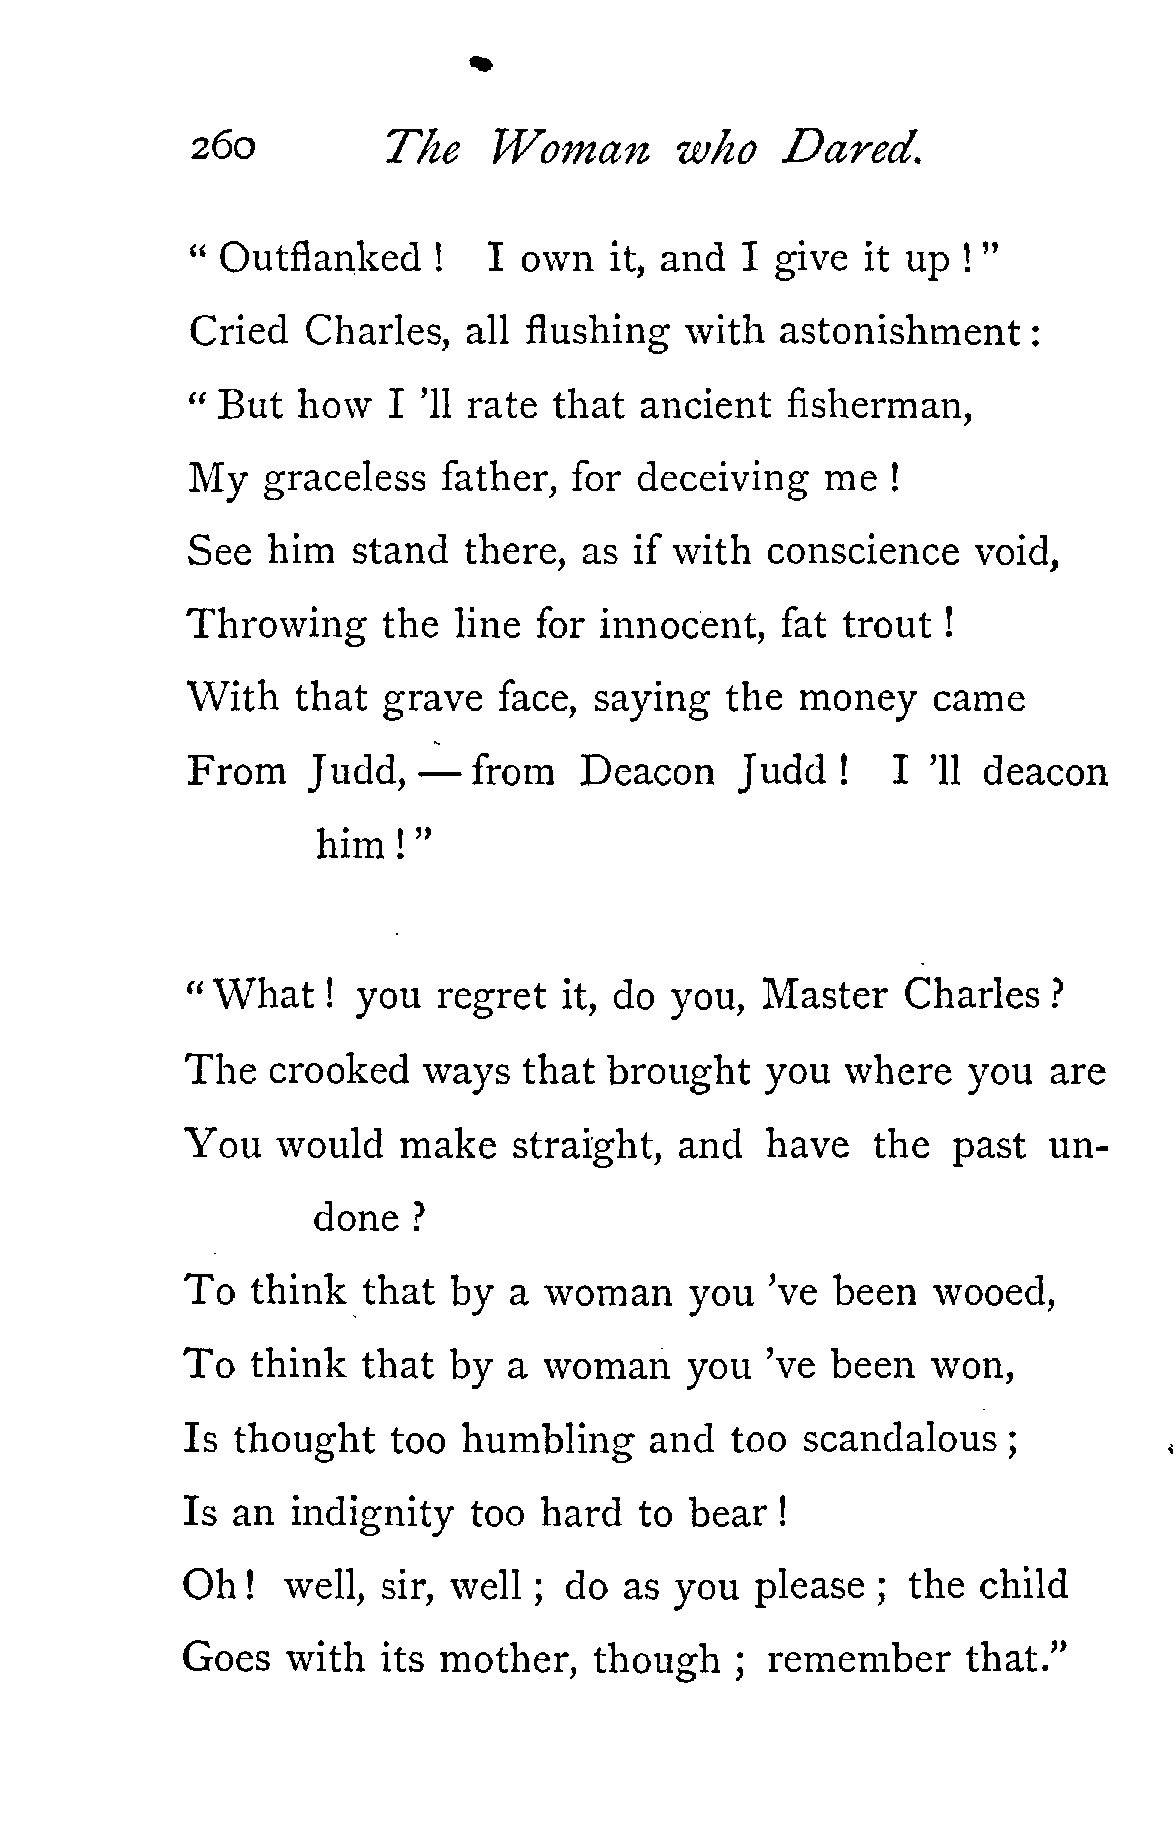 260 The Woman who Dared.
“ Outflanked ! I own it, and I give it up ! ”
Cried Charles, all flushing with astonishment :
“ But how I ’ll rate that ancient fisherman,
My graceless father, for deceiving me !
See him stand there, as if with conscience void,
Throwing the line for innocent, fat trout !
With that grave face, saying the money came
From Judd, — from Deacon Judd ! I ’ll deacon
him ! ”
“ What ! you regret it, do you, Master Charles ?
The crooked ways that brought you where you are
You would make straight, and have the past un-
done ?
To think that by a woman you ’ve been wooed,
To think that by a woman you ’ve been won,
Is thought too humbling and too scandalous ;
Is an indignity too hard to bear !
Oh ! well, sir, well ; do as you please ; the child
Goes with its mother, though ; remember that.”